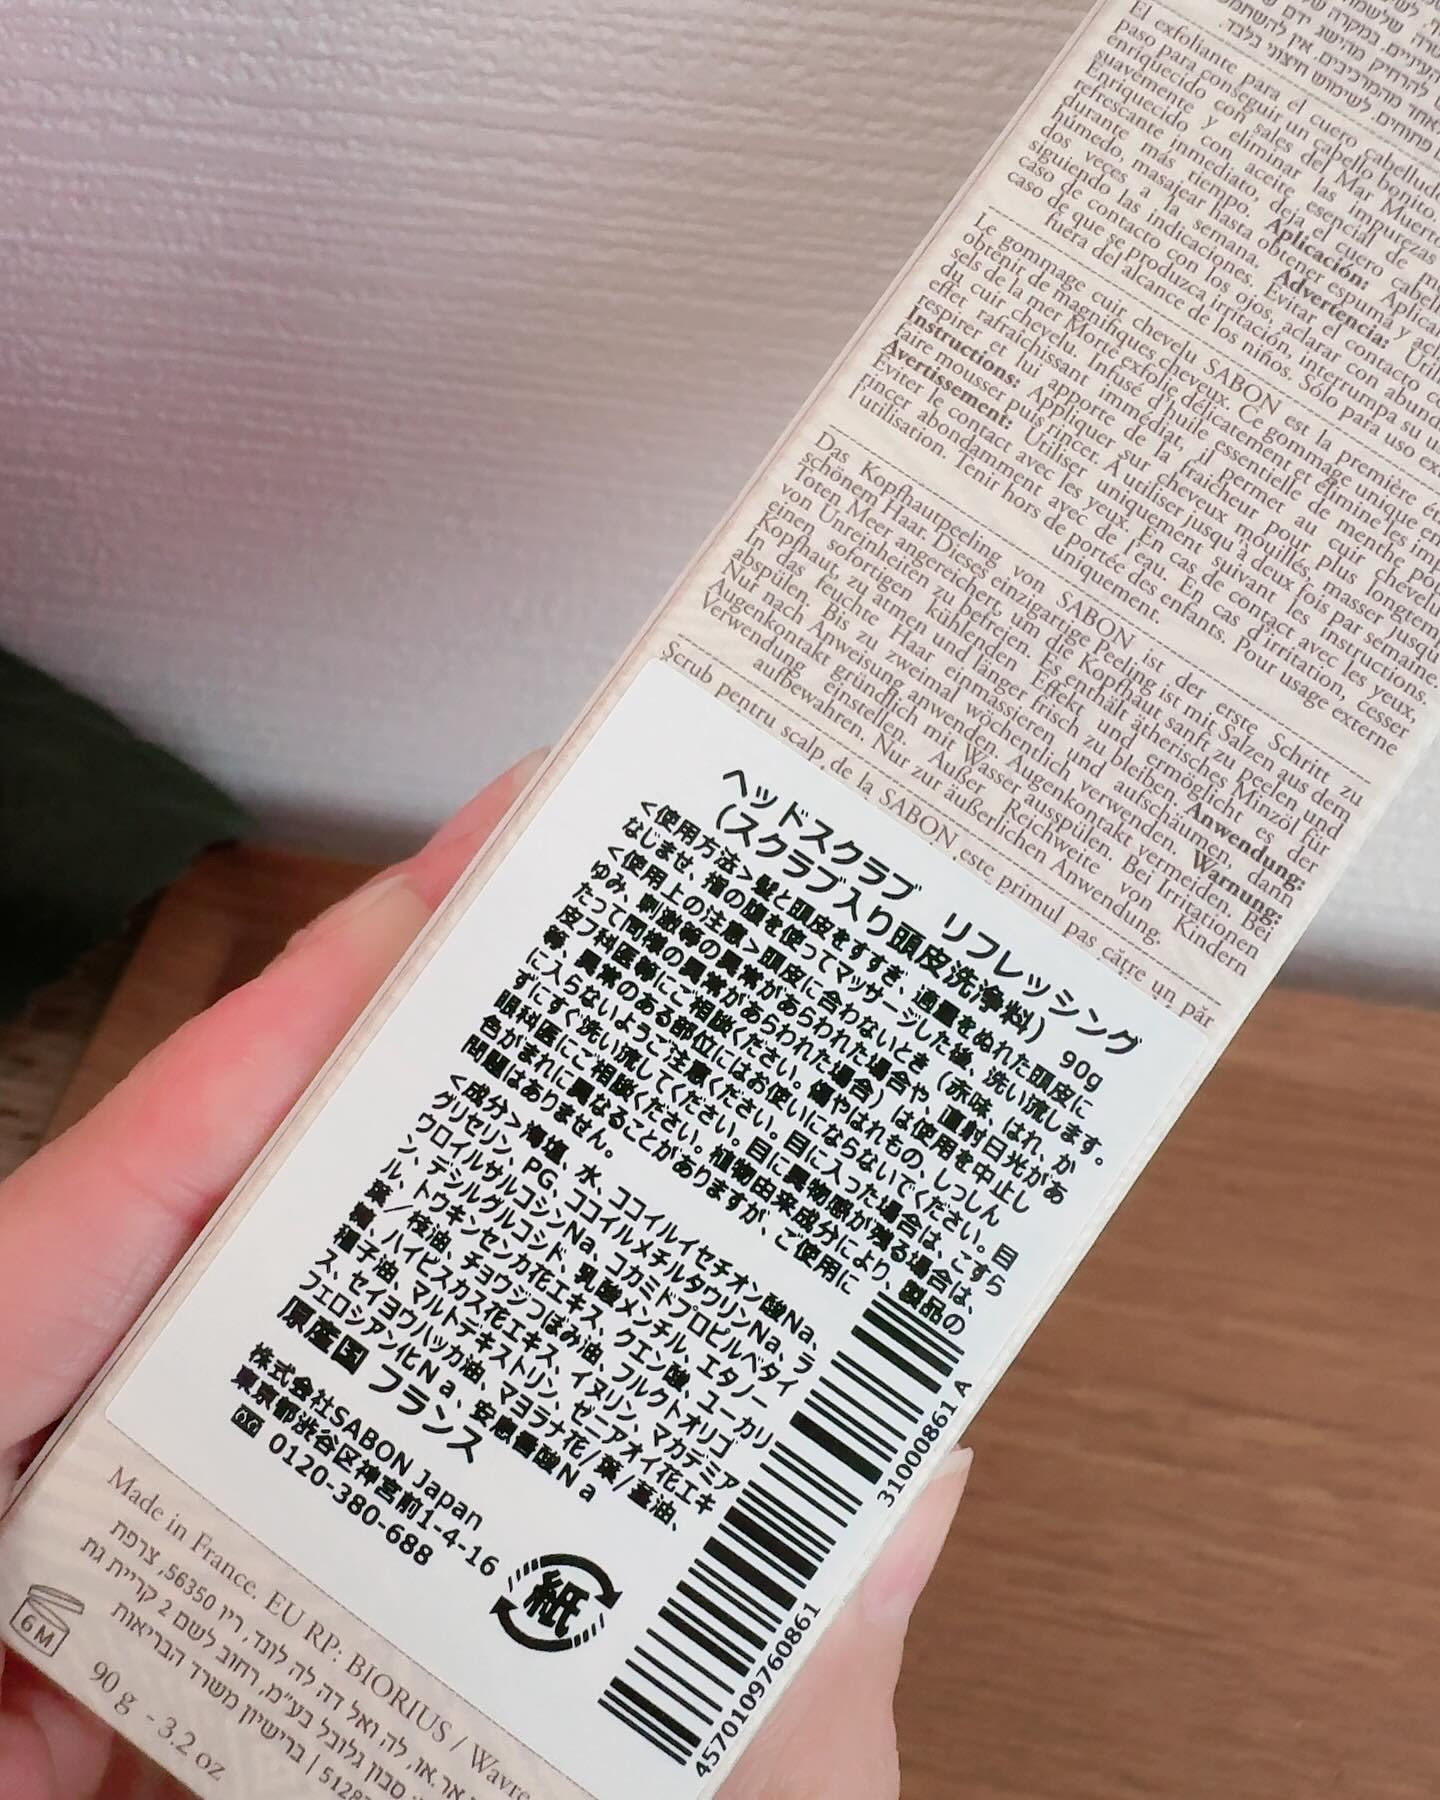 El exfoliante para el cuero cabelludo
paso para conseguir un cabello bonito.
enriquecido con sales del Mar Muerto
suavemente y eliminar las impurezas
Enriquecido con aceite esencial de
refrescante inmediato, deja el cuero
durante más tiempo. Aplicación:
húmedo, masajear hasta obtener espuma y
dos veces a la semana. Advertencia:
siguiendo las indicaciones. Evitar el contacto
caso de contacto con los ojos, aclarar con
caso de que se produzca irritación, interrumpa su
fuera del alcance de los niños. Sólo para uso
Le gommage cuir chevelu SABON est la première
obtenir de magnifiques cheveux. Ce gommage unique
sels de la mer Morte exfolie délicatement et élimine les
du cuir chevelu. Infusé d'huile essentielle de menthe
effet rafraîchissant immédiat, il permet au cuir chevelu
respirer et lui apporte de la fraicheur pour plus longtemps.
Instructions: Appliquer sur cheveux mouillés, masser jusqu'à
faire mousser puis rincer. A utiliser jusqu'à deux fois par semaine.
Avertissement: Utiliser uniquement suivant les instructions.
Eviter le contact avec les yeux. En cas de contact avec les yeux,
rincer abondamment avec de l'eau. En cas d'irritation, cesser
l'utilisation. Tenir hors de portée des enfants. Pour usage externe
uniquement.
Das Kopfhautpeeling von SABON ist der erste Schritt zu
schönem Haar. Dieses einzigartige Peeling ist mit Salzen aus dem
Toten Meer angereichert, um die Kopfhaut sanft zu peelen und
von Unreinheiten zu befreien. Es enthält ätherisches Minzöl für
einen sofortigen kühlenden Effekt und ermöglicht es der
Kopfhaut, zu atmen und länger frisch zu bleiben. Anwendung:
In das feuchte Haar einmassieren und aufschäumen, dann
abspülen. Bis zu zweimal wöchentlich verwenden. Warnung:
Nur nach Anweisung anwenden. Augenkontakt vermeiden. Bei
Augenkontakt gründlich mit Wasser ausspülen. Bei Irritationen
Verwendung einstellen. Außer Reichweite von Kindern
aufbewahren. Nur zur äußerlichen Anwendung.
Scrub pentru scalp de la SABON este primul pas către un păr
ヘッドスクラブ リフレッシング
（スクラブ入り頭皮洗浄料） 90g
＜使用方法＞髪と頭皮をすすぎ、適量をぬれた頭皮に
なじませ、指の腹を使ってマッサージした後、洗い流します。
＜使用上の注意＞頭皮に合わないとき（赤味、はれ、か
ゆみ、刺激等の異常があらわれた場合や、直射日光があ
たって同様の異常があらわれた場合）は使用を中止し
皮フ科医等にご相談ください。傷やはれもの、しっしん
等、異常のある部位にはお使いにならないでください。目
に入らないようご注意ください。目に入った場合は、こすら
ずにすぐ洗い流してください。目に異物感が残る場合は、
眼科医にご相談ください。植物由来成分により、製品の
色がまれに異なることがありますが、ご使用に
問題はありません。
＜成分＞海塩、水、ココイルイセチオン酸Na、
グリセリン、PG、ココイルメチルタウリンNa、ラ
ウロイルサルコシンNa、コカミドプロピルベタイ
ン、デシルグルコシド、乳酸メンチル、エタノー
ル、トウキンセンカ花エキス、クエン酸、ユーカリ
葉／枝油、チョウジつぼみ油、フルクトオリゴ
糖、ハイビスカス花エキス、イヌリン、マカデミア
種子油、マルトデキストリン、ゼニアオイ花エキ
ス、セイヨウハッカ油、マヨラナ花/葉/茎油、
フェロシアン化Ｎａ、安息香酸Ｎａ
原産国 フランス
株式会社SABON Japan
東京都渋谷区神宮前1-4-16
0120-380-688
紙
31000861 A
4570109760861
Made in France. EU RP: BIORIUS / Wavre
6M
90 g - 3.2 oz